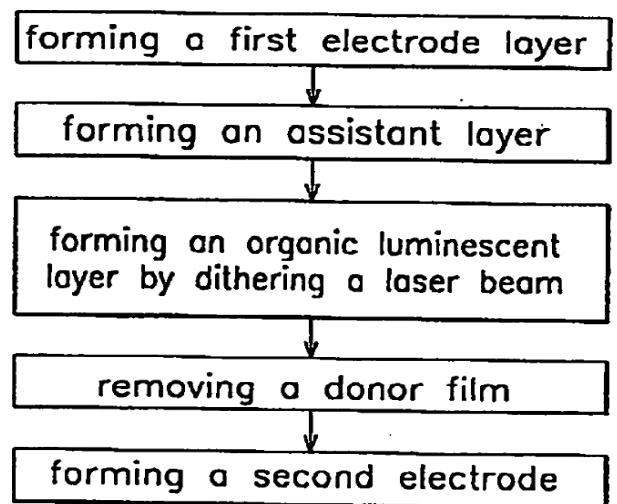 forming a first electrode layer
forming an assistant layer
forming an organic luminescent
layer by dithering a laser beam
removing a donor film
forming a second electrode